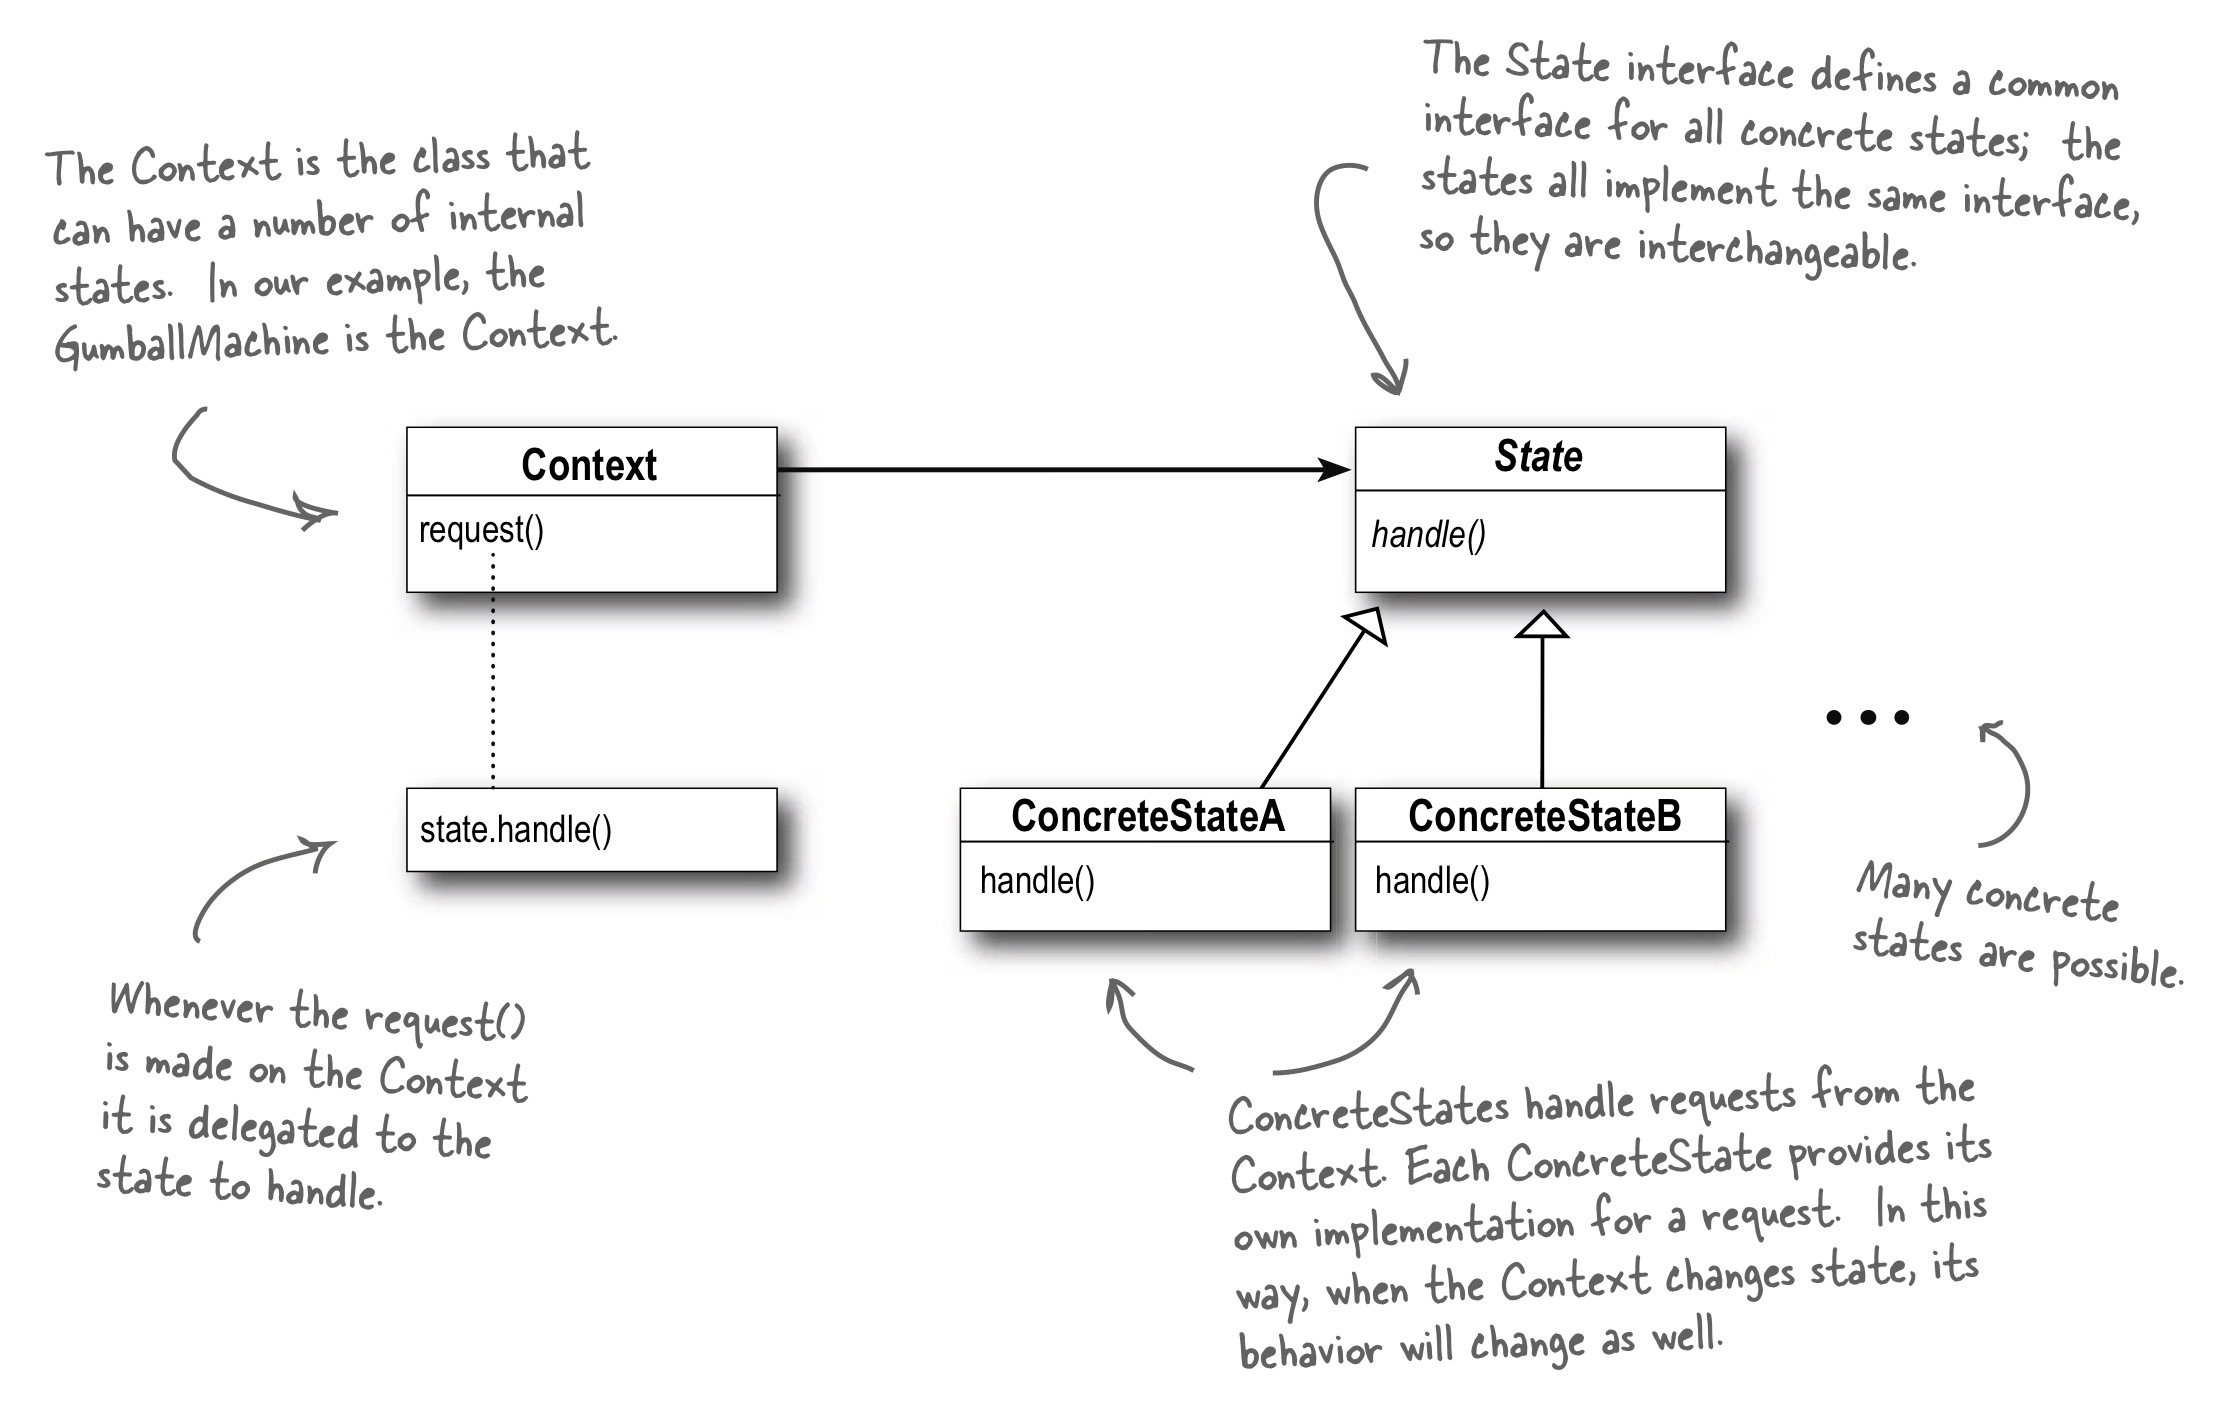 The State interface defines a common
interface for all concrete states; the
states all implement the same interface,
so they are interchangeable.
The Context is the class that
can have a number of internal
states. In our example, the
GumballMachine is the Context.
Context
request()
State
handle()
state.handle()
ConcreteStateA
handle()
ConcreteStateB
handle()
Many concrete
states are possible.
Whenever the request()
is made on the Context
it is delegated to the
state to handle.
ConcreteStates handle requests from the
Context. Each ConcreteState provides its
own implementation for a request. In this
way, when the Context changes state, its
behavior will change as well.